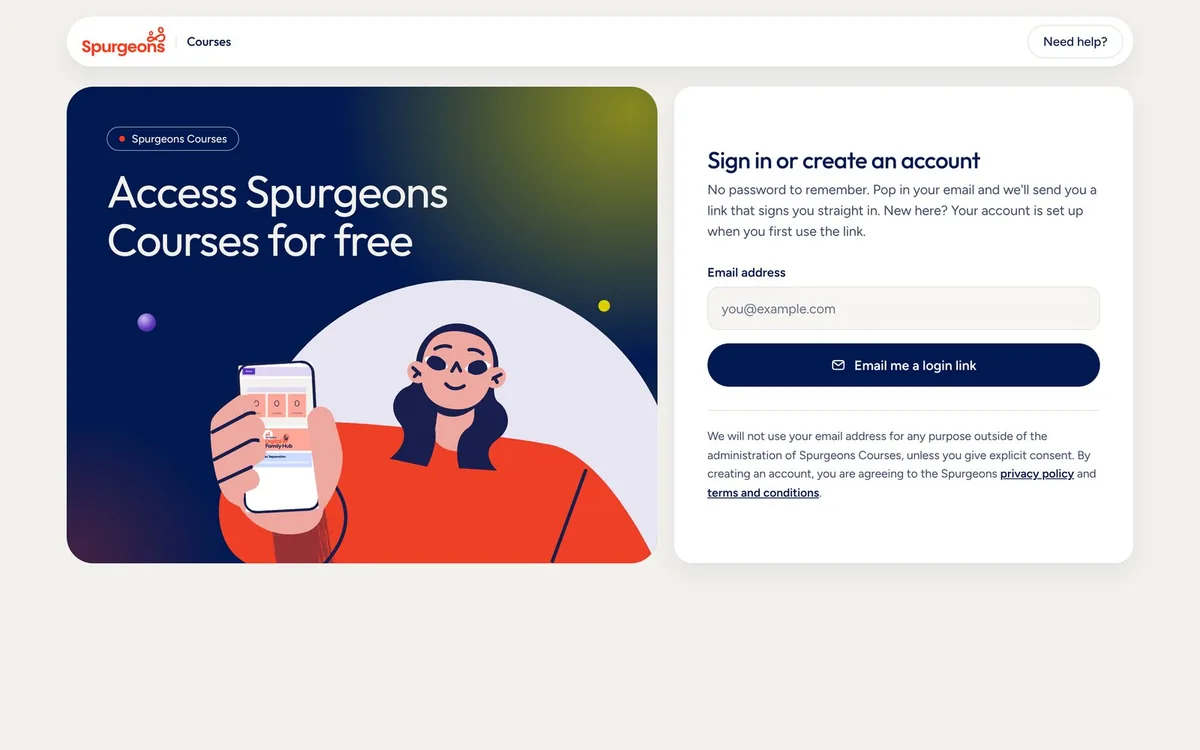 Spurgeons
Courses
Need help?
Spurgeons Courses
Access Spurgeons
Courses for free
0 0 0
Family Hub
Separation
Sign in or create an account
No password to remember. Pop in your email and we'll send you a
link that signs you straight in. New here? Your account is set up
when you first use the link.
Email address
you@example.com
Email me a login link
We will not use your email address for any purpose outside of the
administration of Spurgeons Courses, unless you give explicit consent. By
creating an account, you are agreeing to the Spurgeons privacy policy and
terms and conditions.